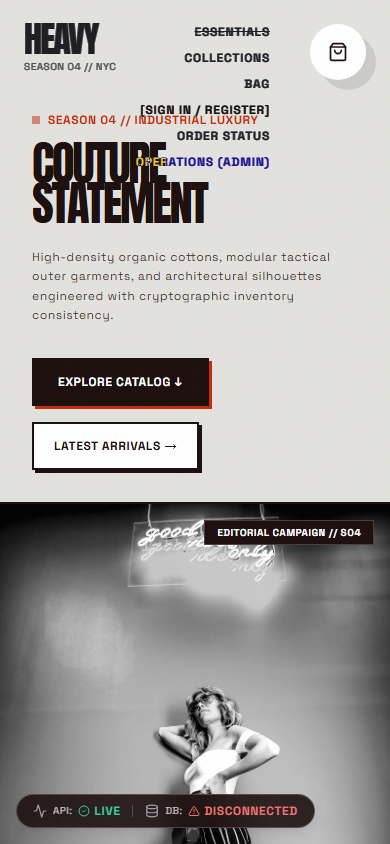 HEAVY
SEASON 04 // NYC
ESSENTIALS
COLLECTIONS
BAG
[SIGN IN / REGISTER]
ORDER STATUS
OPERATIONS (ADMIN)
SEASON 04 // INDUSTRIAL LUXURY
COUTURE
STATEMENT
High-density organic cottons, modular tactical
outer garments, and architectural silhouettes
engineered with cryptographic inventory
consistency.
EXPLORE CATALOG ↓
LATEST ARRIVALS →
good
only
EDITORIAL CAMPAIGN // S04
API: LIVE
DB: DISCONNECTED